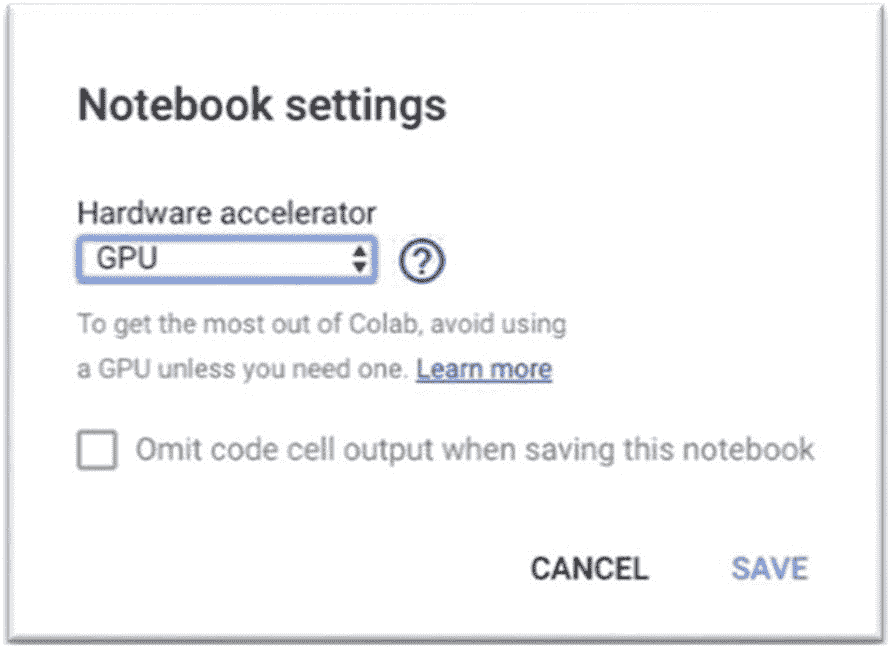 Notebook settings
Hardware accelerator
GPU
To get the most out of Colab, avoid using
a GPU unless you need one. Learn more
Omit code cell output when saving this notebook
CANCEL SAVE